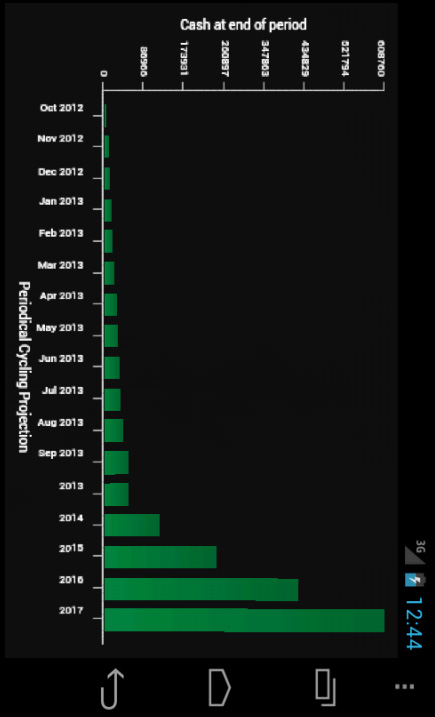 3G
12:44
Cash at end of period
608760
521794
434829
347863
260897
173931
86966
0
Oct 2012
Nov 2012
Dec 2012
Jan 2013
Feb 2013
Mar 2013
Apr 2013
May 2013
Jun 2013
Jul 2013
Aug 2013
Sep 2013
2013
2014
2015
2016
2017
Periodical Cycling Projection